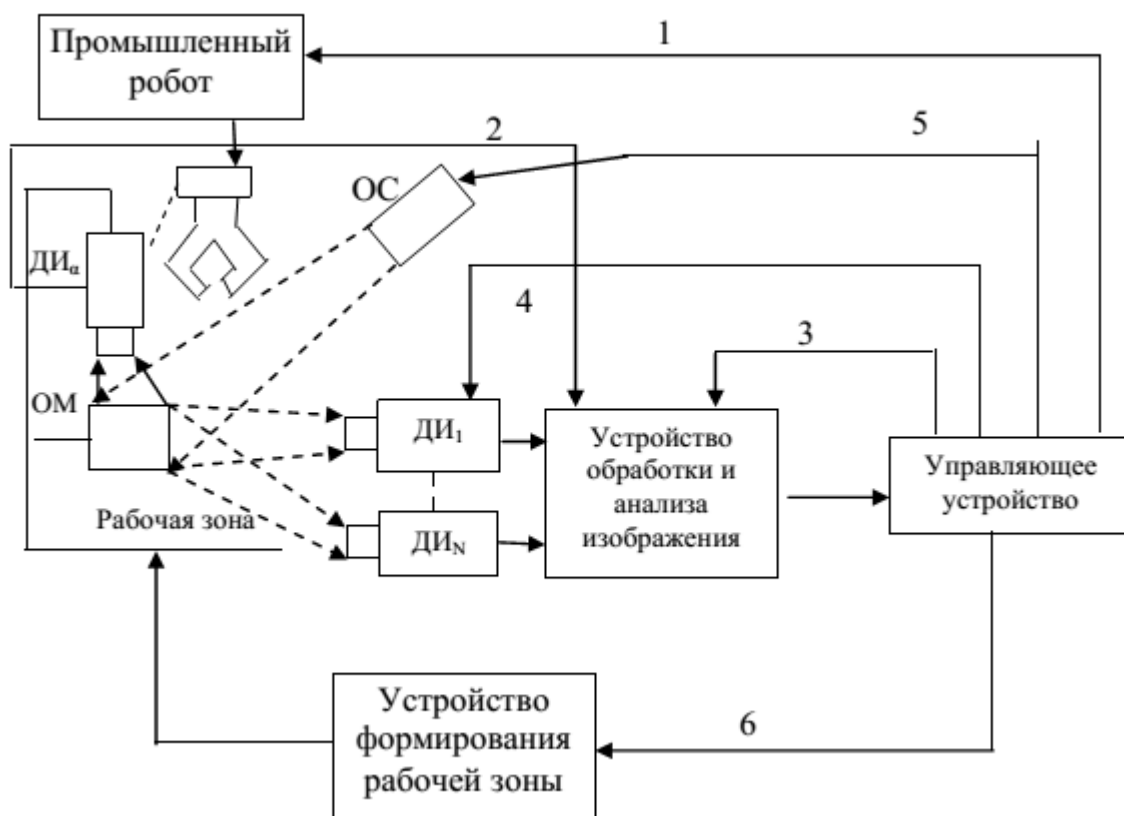 Промышленный
робот
1
2
5
ОС
ДИα
4
3
ОМ
ДИ1
Устройство
обработки и
анализа
изображения
Управляющее
устройство
Рабочая зона
ДИN
Устройство
формирования
рабочей зоны
6